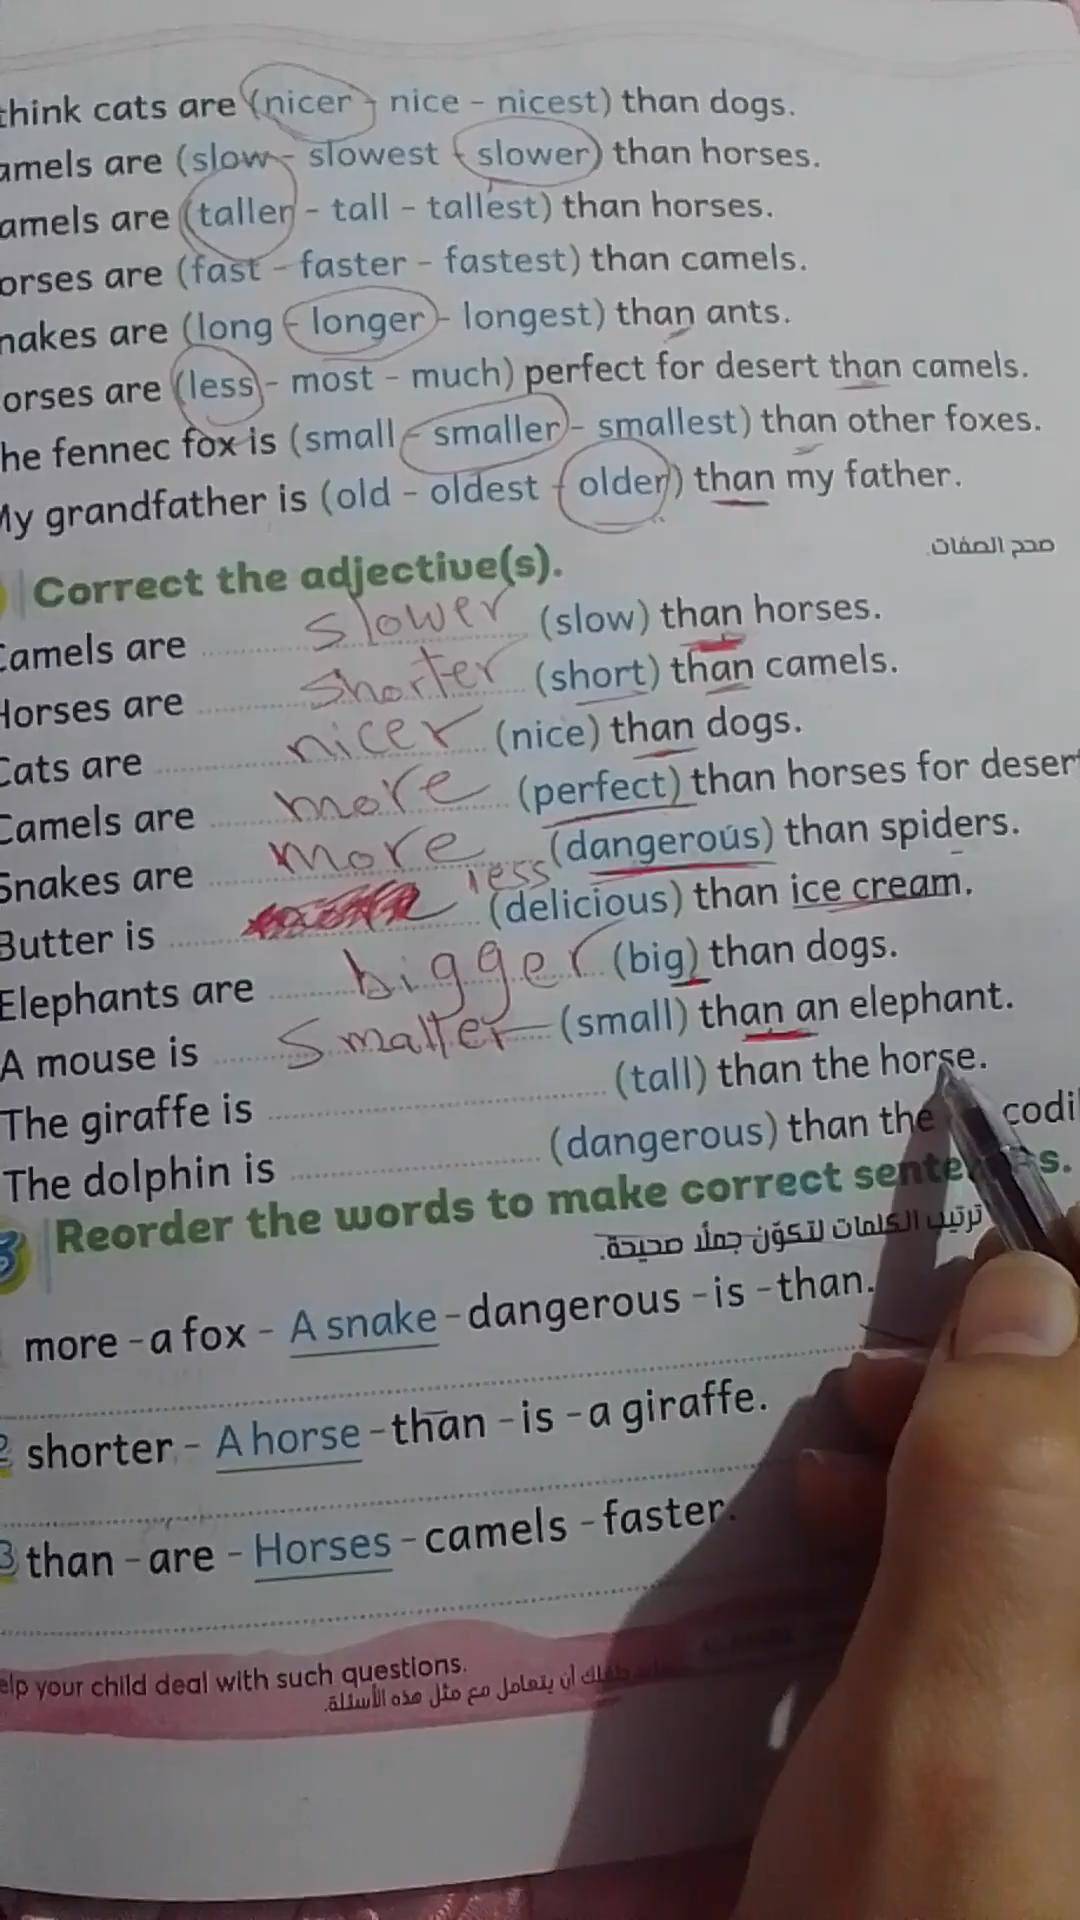 think cats are (nicer - nice - nicest) than dogs.
amels are (slow - slowest - slower) than horses.
amels are (taller - tall - tallest) than horses.
orses are (fast - faster - fastest) than camels.
nakes are (long - longer - longest) than ants.
orses are (less - most - much) perfect for desert than camels.
he fennec fox is (small - smaller - smallest) than other foxes.
My grandfather is (old - oldest - older) than my father.
Correct the adjective(s).
صحح الصفات.
Camels are slower (slow) than horses.
Horses are shorter (short) than camels.
Cats are nicer (nice) than dogs.
Camels are more (perfect) than horses for desert
Snakes are more (dangerous) than spiders.
Butter is less (delicious) than ice cream.
Elephants are bigger (big) than dogs.
A mouse is smaller (small) than an elephant.
The giraffe is (tall) than the horse.
The dolphin is (dangerous) than the codil
Reorder the words to make correct sentences.
ترتيب الكلمات لتكوّن جملًا صحيحة.
more - a fox - A snake - dangerous - is - than.
2 shorter - A horse - than - is - a giraffe.
3 than - are - Horses - camels - faster.
elp your child deal with such questions.
طفلك أن يتعامل مع مثل هذه الأسئلة.